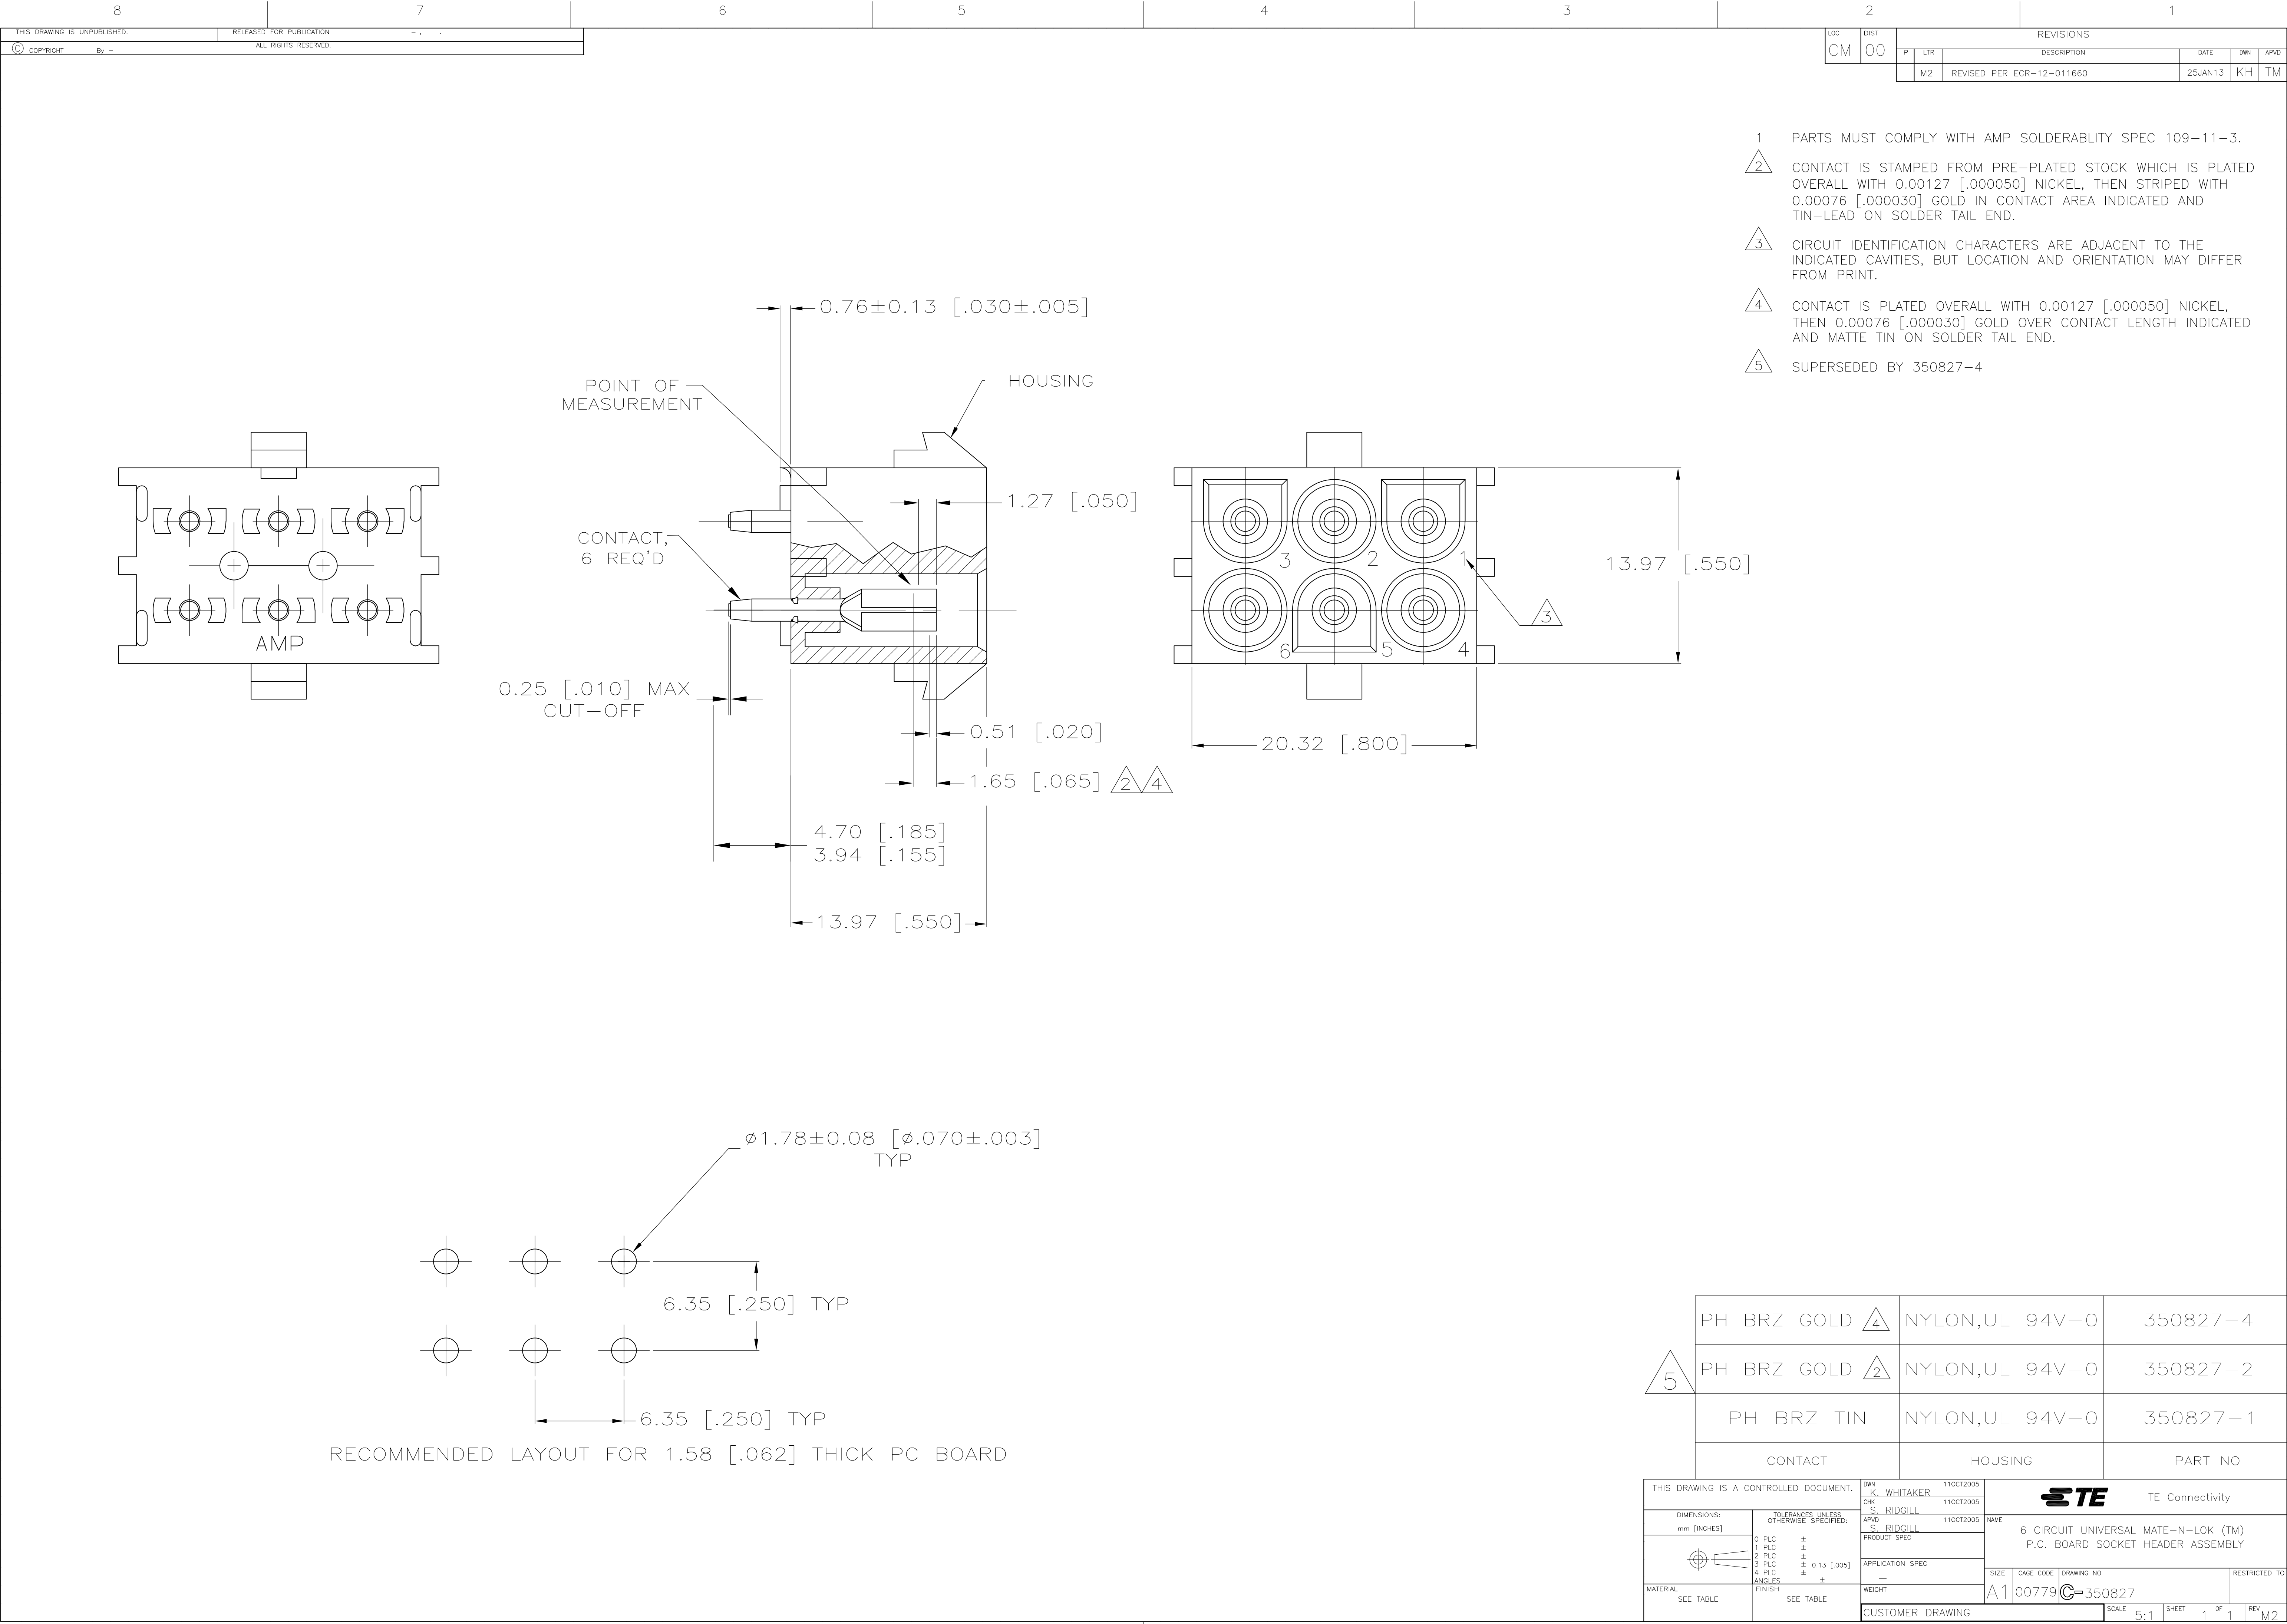 8 7 6 5 4 3 2 1
THIS DRAWING IS UNPUBLISHED.
RELEASED FOR PUBLICATION - , .
© COPYRIGHT By -
ALL RIGHTS RESERVED.
LOC DIST
CM 00
REVISIONS
P LTR DESCRIPTION DATE DWN APVD
M2 REVISED PER ECR-12-011660 25JAN13 KH TM
1 PARTS MUST COMPLY WITH AMP SOLDERABLITY SPEC 109-11-3.
2 CONTACT IS STAMPED FROM PRE-PLATED STOCK WHICH IS PLATED
OVERALL WITH 0.00127 [.000050] NICKEL, THEN STRIPED WITH
0.00076 [.000030] GOLD IN CONTACT AREA INDICATED AND
TIN-LEAD ON SOLDER TAIL END.
3 CIRCUIT IDENTIFICATION CHARACTERS ARE ADJACENT TO THE
INDICATED CAVITIES, BUT LOCATION AND ORIENTATION MAY DIFFER
FROM PRINT.
4 CONTACT IS PLATED OVERALL WITH 0.00127 [.000050] NICKEL,
THEN 0.00076 [.000030] GOLD OVER CONTACT LENGTH INDICATED
AND MATTE TIN ON SOLDER TAIL END.
5 SUPERSEDED BY 350827-4
0.76±0.13 [.030±.005]
POINT OF
MEASUREMENT
HOUSING
1.27 [.050]
CONTACT,
6 REQ'D
AMP
0.25 [.010] MAX
CUT-OFF
0.51 [.020]
1.65 [.065] 2 4
4.70 [.185]
3.94 [.155]
13.97 [.550]
3 2 1
6 5 4
3
13.97 [.550]
20.32 [.800]
⌀1.78±0.08 [⌀.070±.003]
TYP
6.35 [.250] TYP
6.35 [.250] TYP
RECOMMENDED LAYOUT FOR 1.58 [.062] THICK PC BOARD
PH BRZ GOLD 4 NYLON,UL 94V-0 350827-4
5 PH BRZ GOLD 2 NYLON,UL 94V-0 350827-2
PH BRZ TIN NYLON,UL 94V-0 350827-1
CONTACT HOUSING PART NO
THIS DRAWING IS A CONTROLLED DOCUMENT.
DIMENSIONS:
mm [INCHES]
TOLERANCES UNLESS
OTHERWISE SPECIFIED:
0 PLC ±
1 PLC ±
2 PLC ±
3 PLC ± 0.13 [.005]
4 PLC ±
ANGLES ±
MATERIAL
SEE TABLE
FINISH
SEE TABLE
DWN 11OCT2005
K. WHITAKER
CHK 11OCT2005
S. RIDGILL
APVD 11OCT2005
S. RIDGILL
PRODUCT SPEC
APPLICATION SPEC
-
WEIGHT
CUSTOMER DRAWING
TE TE Connectivity
NAME
6 CIRCUIT UNIVERSAL MATE-N-LOK (TM)
P.C. BOARD SOCKET HEADER ASSEMBLY
SIZE CAGE CODE DRAWING NO RESTRICTED TO
A1 00779 C-350827
SCALE 5:1 SHEET 1 OF 1 REV M2